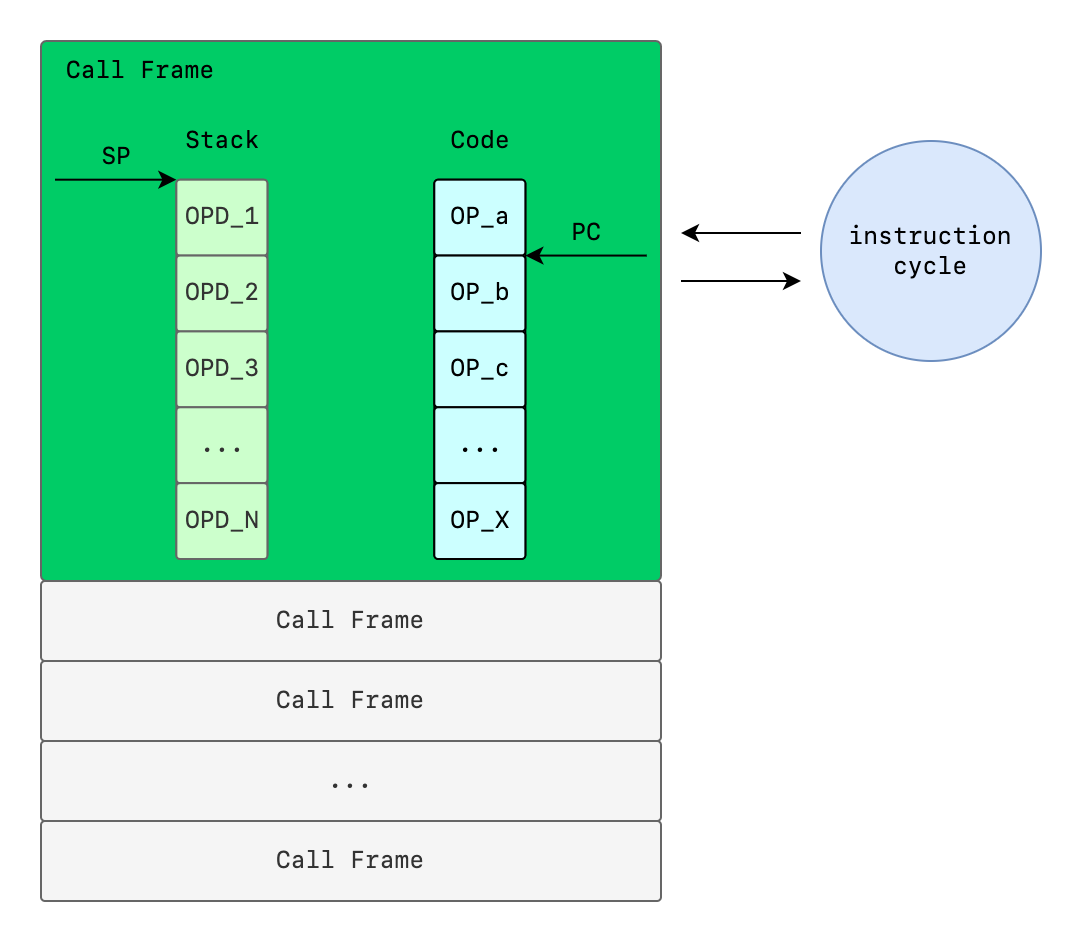 Call Frame
Stack
Code
SP
OPD_1
OP_a
PC
OPD_2
OP_b
OPD_3
OP_c
...
...
OPD_N
OP_X
instruction
cycle
Call Frame
Call Frame
...
Call Frame